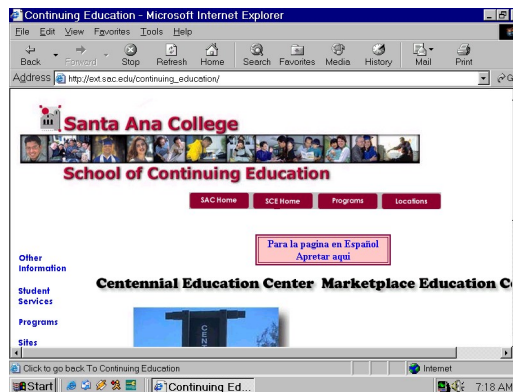 Continuing Education - Microsoft Internet Explorer
File Edit View Favorites Tools Help
Back Forward Stop Refresh Home Search Favorites Media History Mail Print
Address http://ext.sac.edu/continuing_education/
Santa Ana College
School of Continuing Education
SAC Home SCE Home Programs Locations
Para la pagina en Español
Apretar aqui
Other
Information
Centennial Education Center Marketplace Education C
Student
Services
Programs
Sites
CEN
Click to go back To Continuing Education Internet
Start Continuing Ed... 7:18 AM